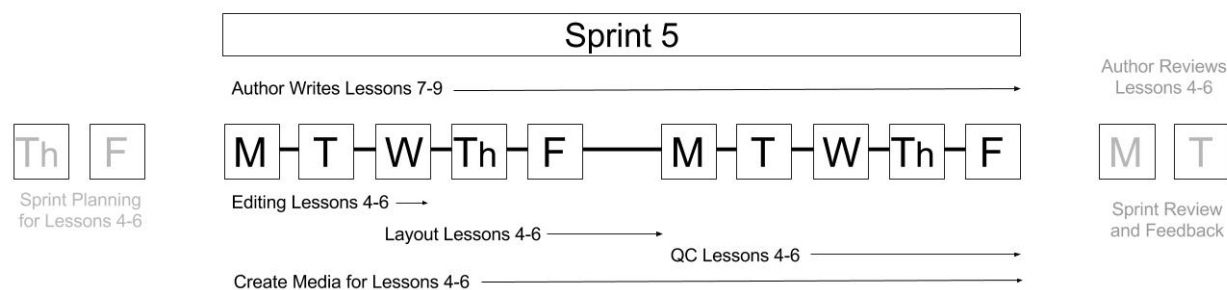 Sprint 5
Author Writes Lessons 7-9
Author Reviews
Lessons 4-6
Th F M T W Th F M T W Th F M T
Sprint Planning
for Lessons 4-6
Editing Lessons 4-6
Layout Lessons 4-6
QC Lessons 4-6
Create Media for Lessons 4-6
Sprint Review
and Feedback